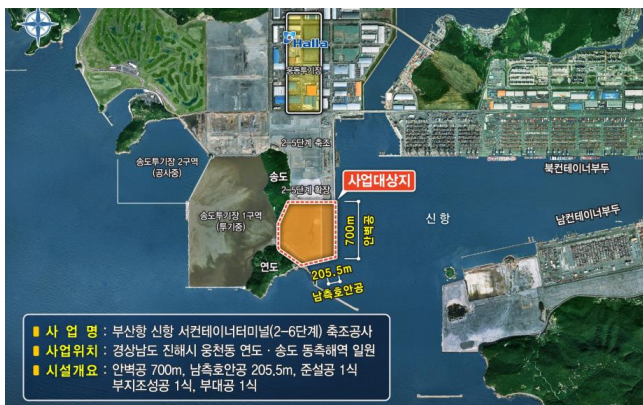 Halla
웅동투기장
2-5단계 축조
송도투기장 2구역
(공사중)
송도
2-5단계 확장
사업대상지
북컨테이너부두
송도투기장 1구역
(투기중)
700m
안벽공
신항
남컨테이너부두
연도
205.5m
남측호안공
사 업 명 : 부산항 신항 서컨테이너터미널(2-6단계) 축조공사
사업위치 : 경상남도 진해시 웅천동 연도 · 송도 동측해역 일원
시설개요 : 안벽공 700m, 남측호안공 205.5m, 준설공 1식
부지조성공 1식, 부대공 1식